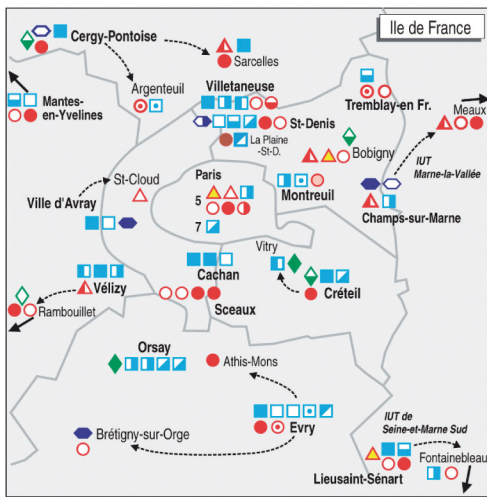 Ile de France
Cergy-Pontoise
Sarcelles
Argenteuil
Villetaneuse
Tremblay-en Fr.
Mantes-
en-Yvelines
Meaux
St-Denis
La Plaine
-St-D.
Bobigny
IUT
Marne-la-Vallée
St-Cloud
Paris
5
7
Montreuil
Ville d'Avray
Champs-sur-Marne
Vitry
Cachan
Vélizy
Créteil
Rambouillet
Sceaux
Orsay
Athis-Mons
Evry
IUT de
Seine-et-Marne Sud
Brétigny-sur-Orge
Fontainebleau
Lieusaint-Sénart